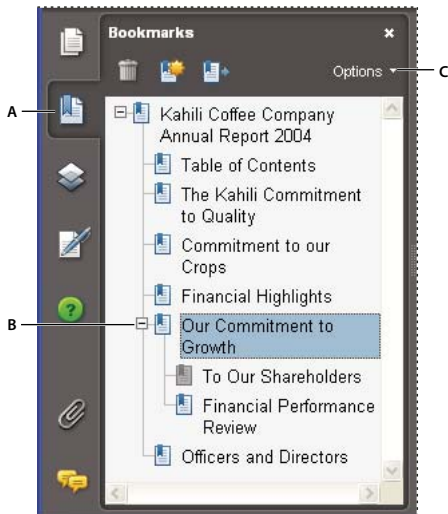 Bookmarks
Options
C
A
Kahili Coffee Company
Annual Report 2004
Table of Contents
The Kahili Commitment
to Quality
Commitment to our
Crops
Financial Highlights
B
Our Commitment to
Growth
To Our Shareholders
Financial Performance
Review
Officers and Directors